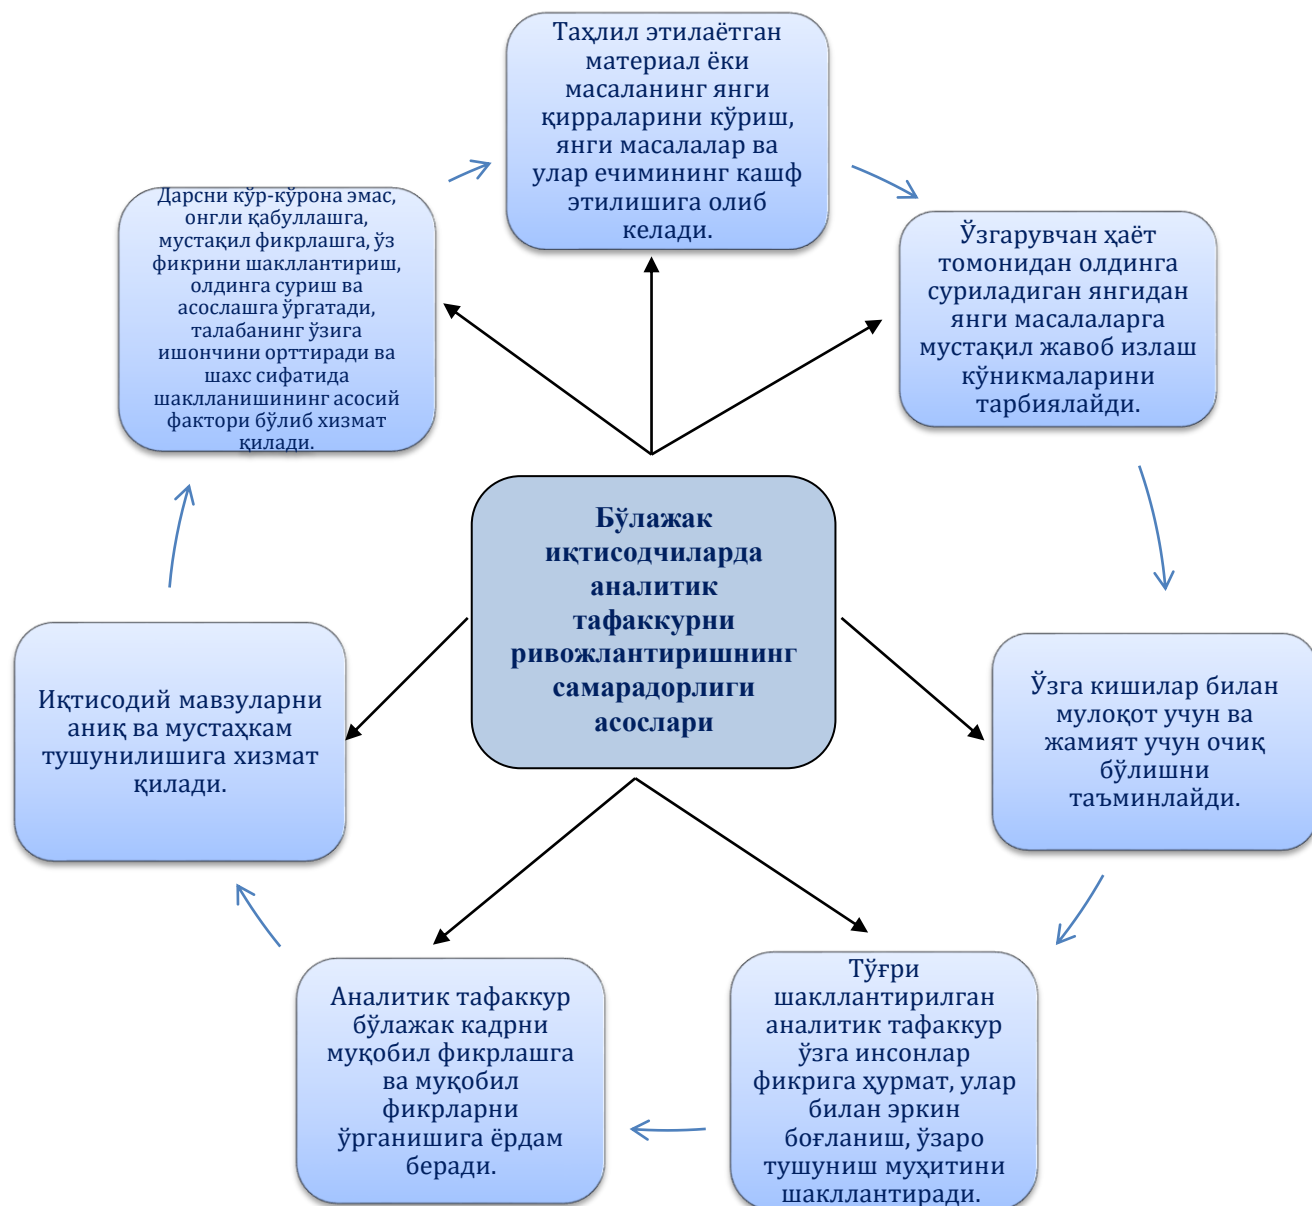 Таҳлил этилаётган
материал ёки
масаланинг янги
қирраларини кўриш,
янги масалалар ва
улар ечимининг кашф
этилишига олиб
келади.
Ўзгарувчан ҳаёт
томонидан олдинга
суриладиган янгидан
янги масалаларга
мустақил жавоб излаш
кўникмаларини
тарбиялайди.
Ўзга кишилар билан
мулоқот учун ва
жамият учун очиқ
бўлишни
таъминлайди.
Тўғри
шакллантирилган
аналитик тафаккур
ўзга инсонлар
фикрига ҳурмат, улар
билан эркин
боғланиш, ўзаро
тушуниш муҳитини
шакллантиради.
Аналитик тафаккур
бўлажак кадрни
муқобил фикрлашга
ва муқобил
фикрларни
ўрганишига ёрдам
беради.
Иқтисодий мавзуларни
аниқ ва мустаҳкам
тушунилишига хизмат
қилади.
Дарсни кўр-кўрона эмас,
онгли қабуллашга,
мустақил фикрлашга, ўз
фикрини шакллантириш,
олдинга суриш ва
асослашга ўргатади,
талабанинг ўзига
ишончини орттиради ва
шахс сифатида
шаклланишининг асосий
фактори бўлиб хизмат
қилади.
Бўлажак
иқтисодчиларда
аналитик
тафаккурни
ривожлантиришнинг
самарадорлиги
асослари